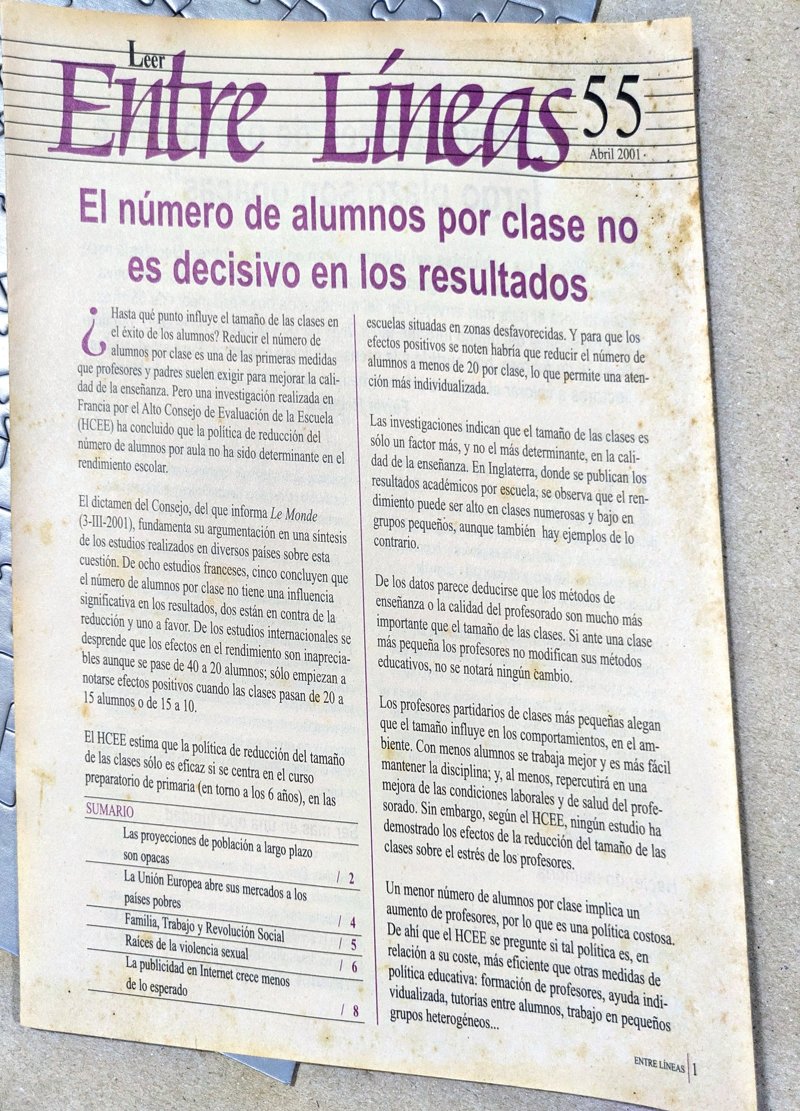 Leer
Entre Líneas
55
Abril 2001
El número de alumnos por clase no
es decisivo en los resultados
¿ Hasta qué punto influye el tamaño de las clases en
el éxito de los alumnos? Reducir el número de
alumnos por clase es una de las primeras medidas
que profesores y padres suelen exigir para mejorar la cali-
dad de la enseñanza. Pero una investigación realizada en
Francia por el Alto Consejo de Evaluación de la Escuela
(HCEE) ha concluido que la política de reducción del
número de alumnos por aula no ha sido determinante en el
rendimiento escolar.
El dictamen del Consejo, del que informa Le Monde
(3-III-2001), fundamenta su argumentación en una síntesis
de los estudios realizados en diversos países sobre esta
cuestión. De ocho estudios franceses, cinco concluyen que
el número de alumnos por clase no tiene una influencia
significativa en los resultados, dos están en contra de la
reducción y uno a favor. De los estudios internacionales se
desprende que los efectos en el rendimiento son inaprecia-
bles aunque se pase de 40 a 20 alumnos; sólo empiezan a
notarse efectos positivos cuando las clases pasan de 20 a
15 alumnos o de 15 a 10.
El HCEE estima que la política de reducción del tamaño
de las clases sólo es eficaz si se centra en el curso
preparatorio de primaria (en torno a los 6 años), en las
SUMARIO
Las proyecciones de población a largo plazo
son opacas / 2
La Unión Europea abre sus mercados a los
países pobres / 4
Familia, Trabajo y Revolución Social / 5
Raíces de la violencia sexual / 6
La publicidad en Internet crece menos
de lo esperado / 8
escuelas situadas en zonas desfavorecidas. Y para que los
efectos positivos se noten habría que reducir el número de
alumnos a menos de 20 por clase, lo que permite una aten-
ción más individualizada.
Las investigaciones indican que el tamaño de las clases es
sólo un factor más, y no el más determinante, en la cali-
dad de la enseñanza. En Inglaterra, donde se publican los
resultados académicos por escuela, se observa que el ren-
dimiento puede ser alto en clases numerosas y bajo en
grupos pequeños, aunque también hay ejemplos de lo
contrario.
De los datos parece deducirse que los métodos de
enseñanza o la calidad del profesorado son mucho más
importante que el tamaño de las clases. Si ante una clase
más pequeña los profesores no modifican sus métodos
educativos, no se notará ningún cambio.
Los profesores partidarios de clases más pequeñas alegan
que el tamaño influye en los comportamientos, en el am-
biente. Con menos alumnos se trabaja mejor y es más fácil
mantener la disciplina; y, al menos, repercutirá en una
mejora de las condiciones laborales y de salud del profe-
sorado. Sin embargo, según el HCEE, ningún estudio ha
demostrado los efectos de la reducción del tamaño de las
clases sobre el estrés de los profesores.
Un menor número de alumnos por clase implica un
aumento de profesores, por lo que es una política costosa.
De ahí que el HCEE se pregunte si tal política es, en
relación a su coste, más eficiente que otras medidas de
política educativa: formación de profesores, ayuda indi-
vidualizada, tutorías entre alumnos, trabajo en pequeños
grupos heterogéneos...
ENTRE LÍNEAS 1